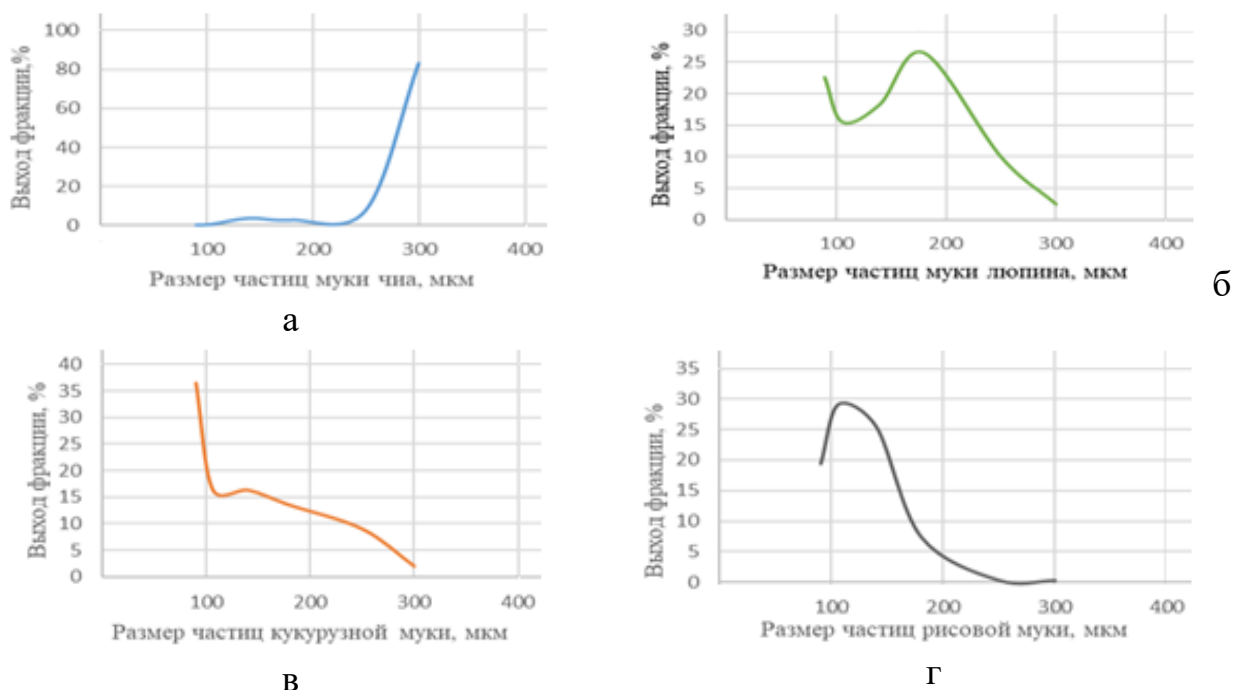 100
80
60
40
20
0
Выход фракции,%
100 200 300 400
Размер частиц муки чиа, мкм
а
30
25
20
15
10
5
0
Выход фракции, %
100 200 300 400
Размер частиц муки люпина, мкм
б
40
35
30
25
20
15
10
5
0
Выход фракции, %
100 200 300 400
Размер частиц кукурузной муки, мкм
в
35
30
25
20
15
10
5
0
Выход фракции, %
100 200 300 400
Размер частиц рисовой муки, мкм
г